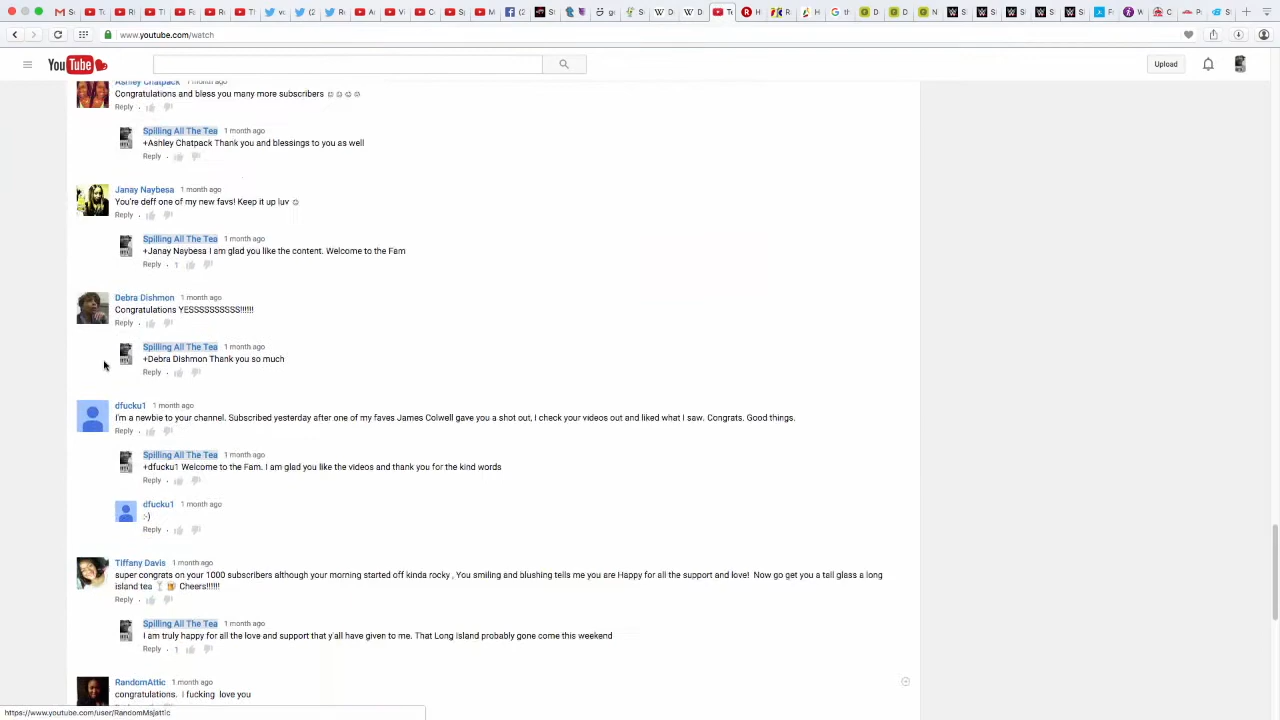 www.youtube.com/watch
YouTube
Upload
Ashley Chatpack 1 month ago
Congratulations and bless you many more subscribers
Reply
Spilling All The Tea 1 month ago
+Ashley Chatpack Thank you and blessings to you as well
Reply
Janay Naybesa 1 month ago
You're deff one of my new favs! Keep it up luv
Reply
Spilling All The Tea 1 month ago
+Janay Naybesa I am glad you like the content. Welcome to the Fam
Reply 1
Debra Dishmon 1 month ago
Congratulations YESSSSSSSSSS!!!!!!
Reply
Spilling All The Tea 1 month ago
+Debra Dishmon Thank you so much
Reply
dfucku1 1 month ago
I'm a newbie to your channel. Subscribed yesterday after one of my faves James Colwell gave you a shot out, I check your videos out and liked what I saw. Congrats. Good things.
Reply
Spilling All The Tea 1 month ago
+dfucku1 Welcome to the Fam. I am glad you like the videos and thank you for the kind words
Reply
dfucku1 1 month ago
:-)
Reply
Tiffany Davis 1 month ago
super congrats on your 1000 subscribers although your morning started off kinda rocky , You smiling and blushing tells me you are Happy for all the support and love! Now go get you a tall glass a long
island tea 🍸 🍺 Cheers!!!!!!
Reply
Spilling All The Tea 1 month ago
I am truly happy for all the love and support that y'all have given to me. That Long Island probably gone come this weekend
Reply 1
RandomAttic 1 month ago
congratulations. I fucking love you
https://www.youtube.com/user/RandomMsjattic